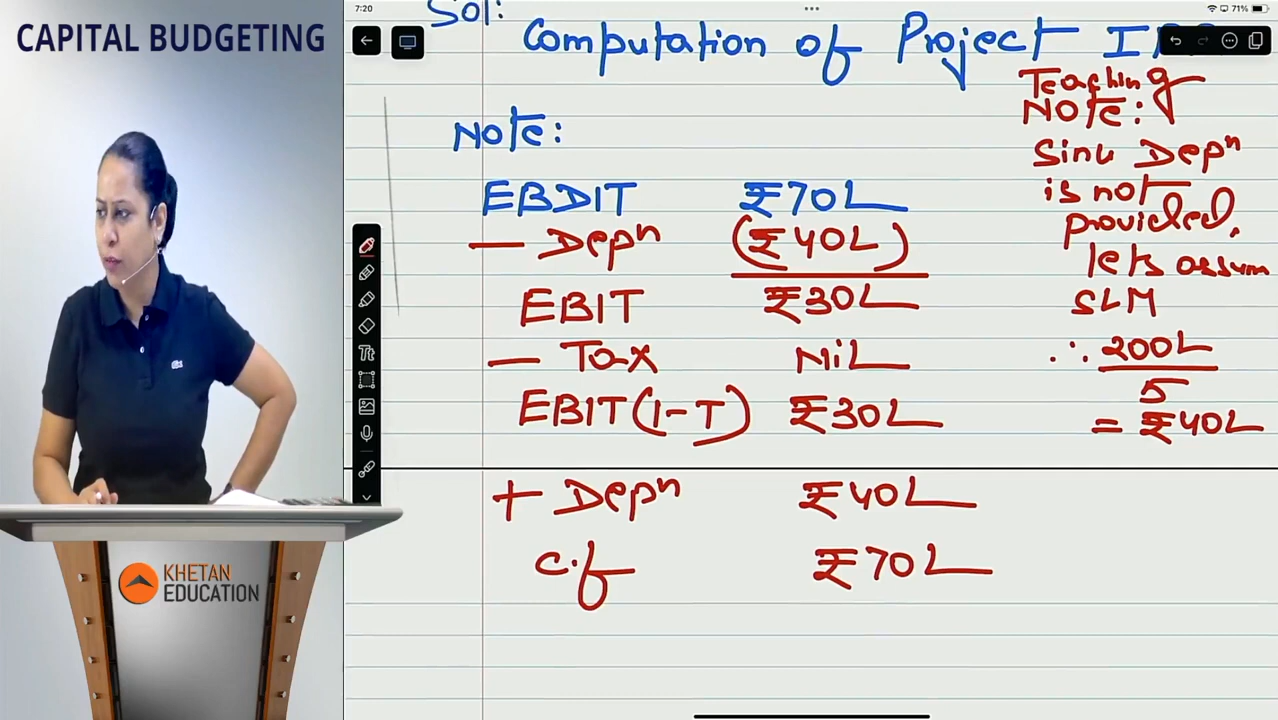 CAPITAL BUDGETING
7:20
71%
Sol:
Computation of Project
Teaching
Note:
Note:
Since Depn
is not
provided,
lets assum
SLM
∴ 200L
5
= ₹40L
EBDIT ₹70L
— Depn (₹40L)
EBIT ₹30L
— Tax NiL
EBIT(1-T) ₹30L
+ Depn ₹40L
C.f ₹70L
Tt
KHETAN
EDUCATION